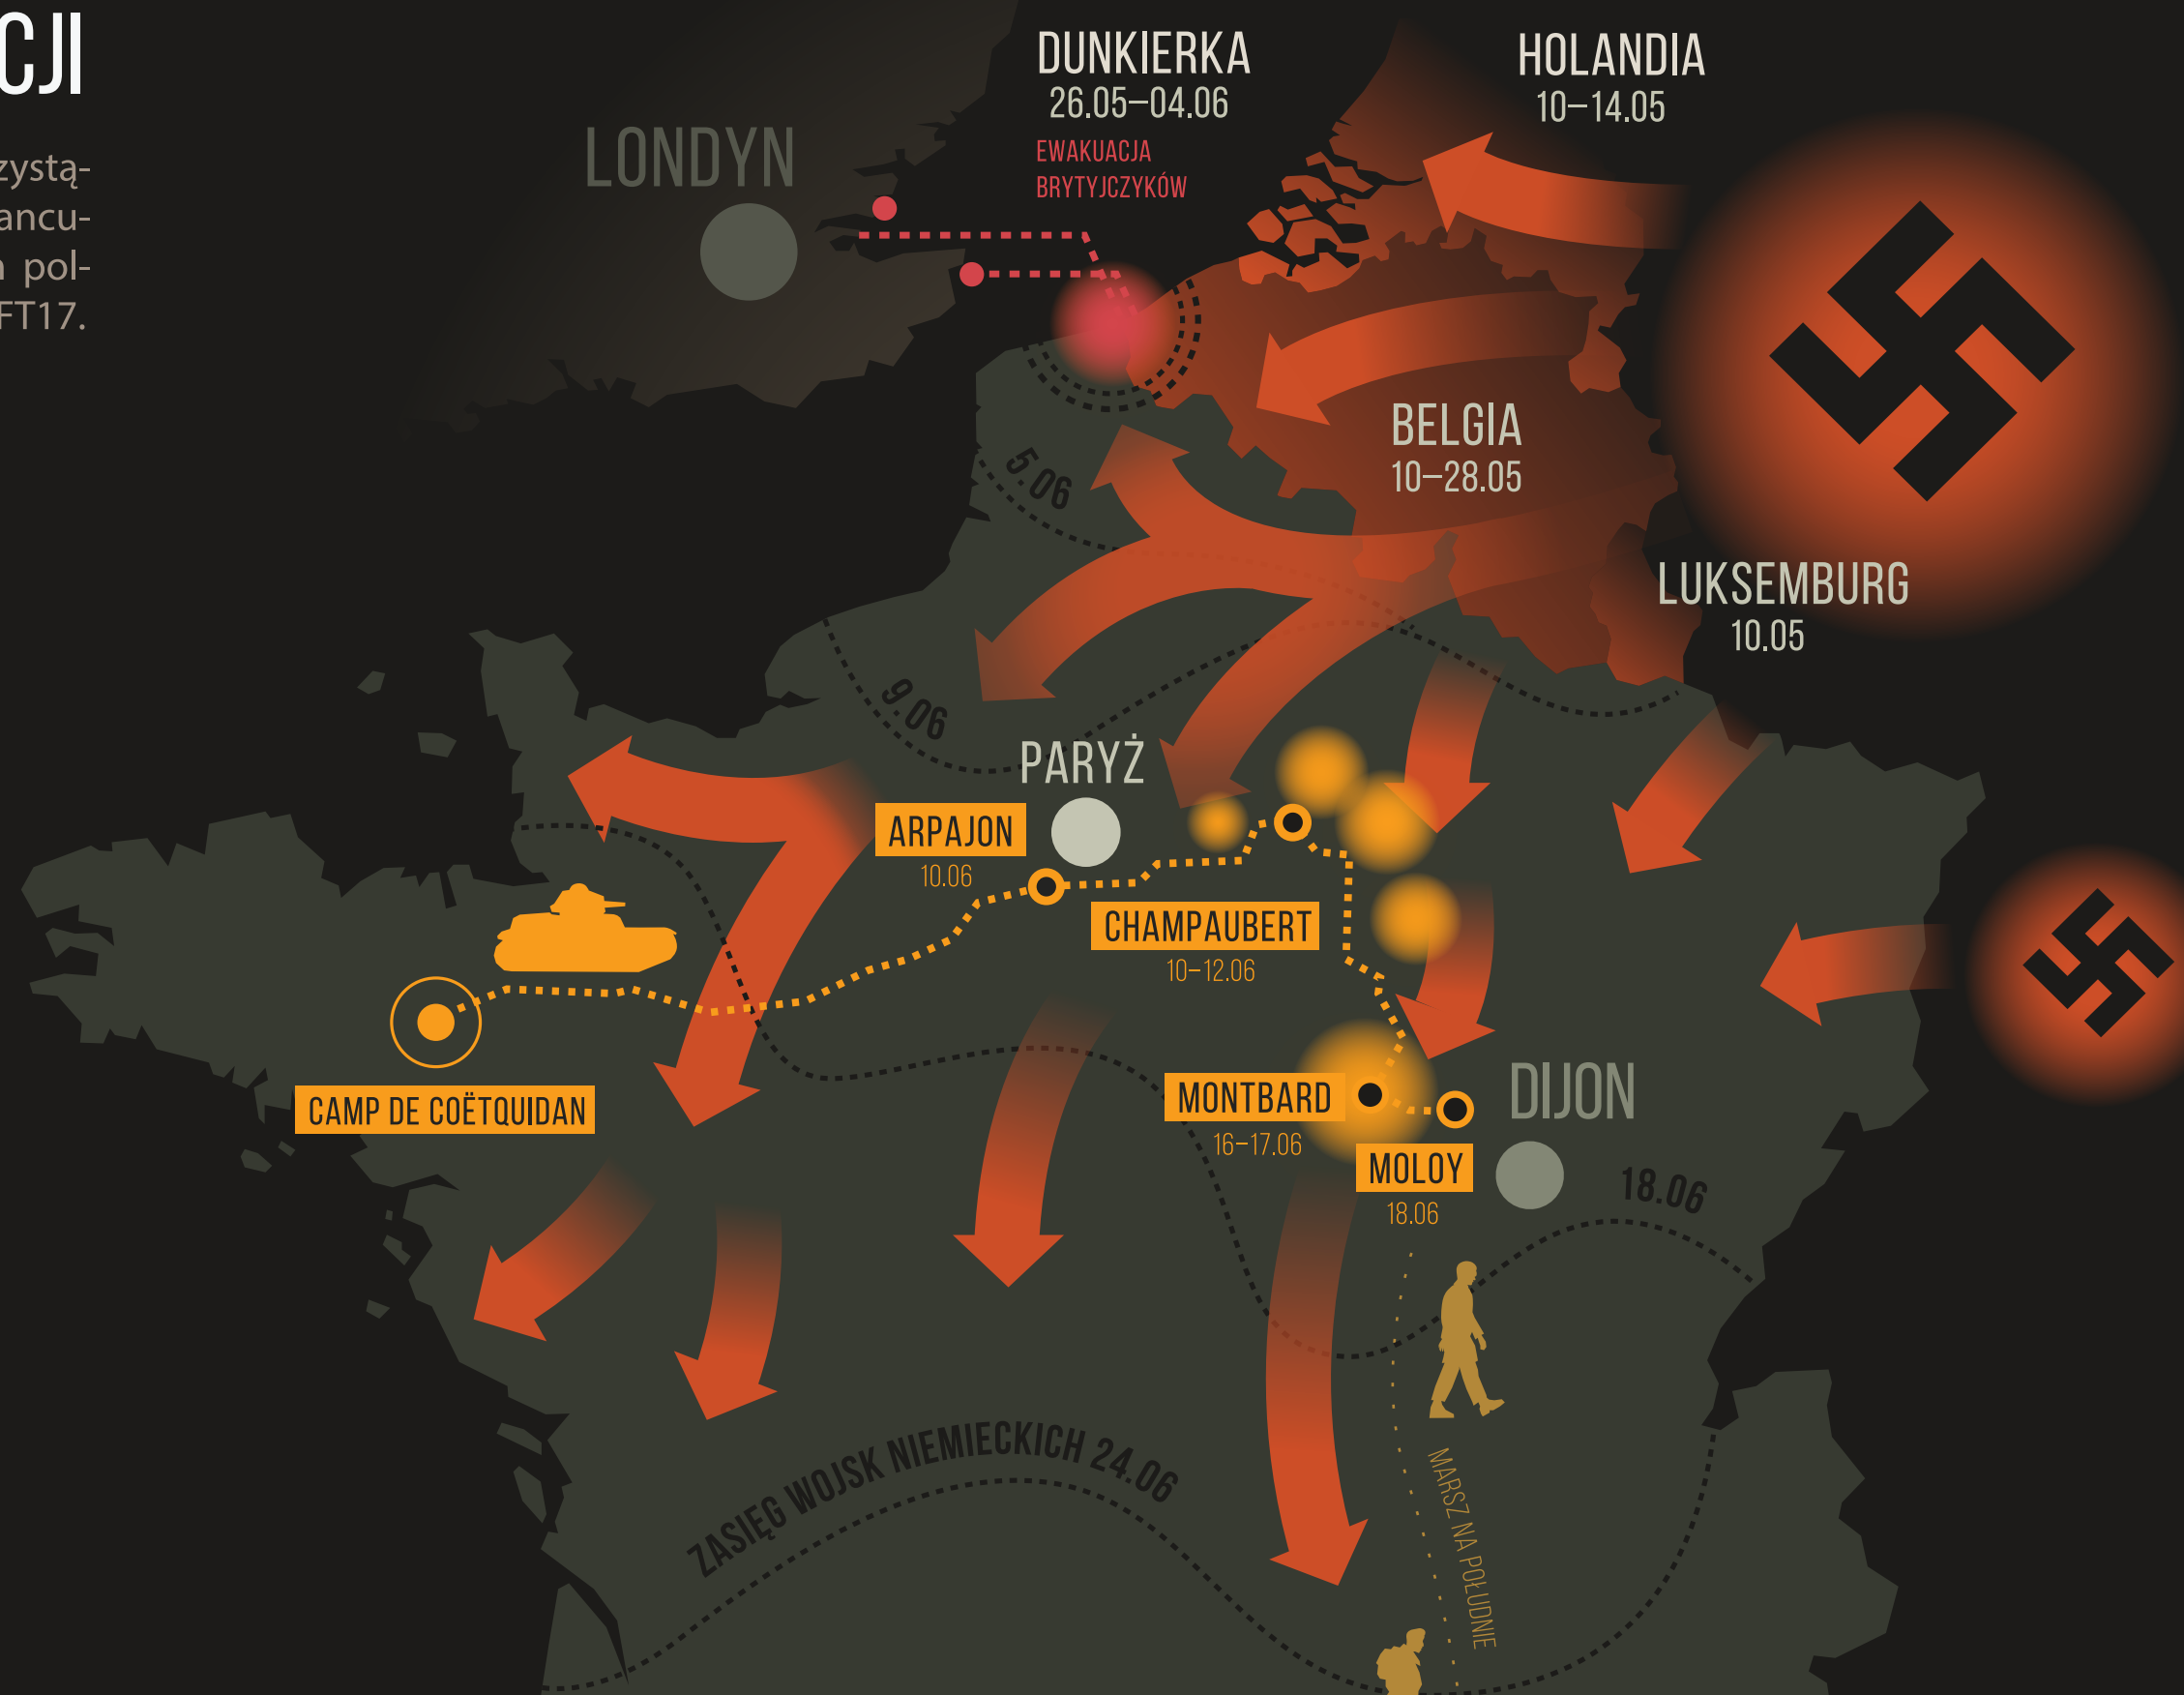 CJI
zystą-
ancu-
pol-
FT17.
LONDYN
DUNKIERKA
26.05–04.06
EWAKUACJA
BRYTYJCZYKÓW
HOLANDIA
10–14.05
BELGIA
10–28.05
LUKSEMBURG
10.05
5.06
9.06
PARYŻ
ARPAJON
10.06
CHAMPAUBERT
10–12.06
CAMP DE COËTQUIDAN
MONTBARD
16–17.06
DIJON
MOLOY
18.06
18.06
ZASIĘG WOJSK NIEMIECKICH 24.06
MARSZ NA POŁUDNIE